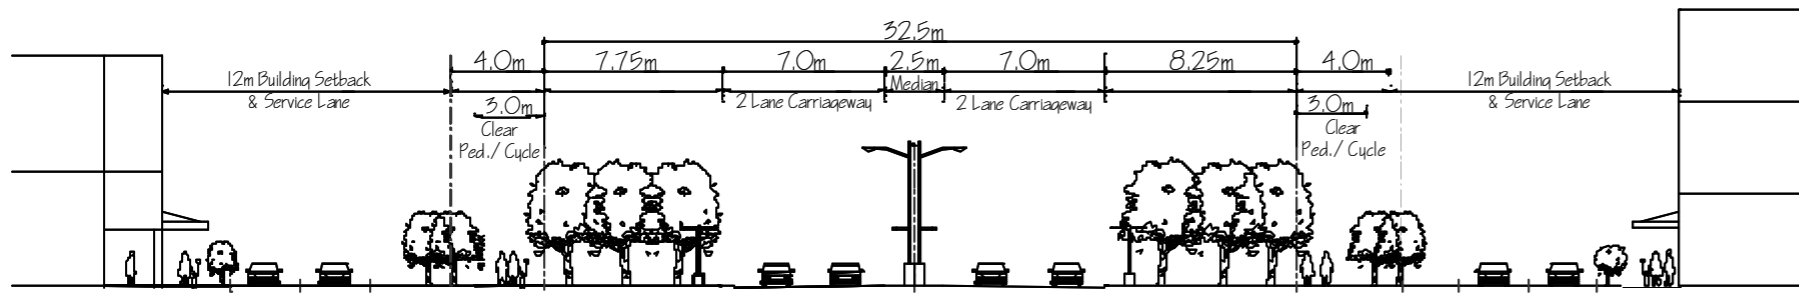 32.5m
4.0m 7.75m 7.0m 2.5m 7.0m 8.25m 4.0m
12m Building Setback
& Service Lane
Median
2 Lane Carriageway 2 Lane Carriageway
12m Building Setback
& Service Lane
3.0m
Clear
Ped./ Cycle
3.0m
Clear
Ped./ Cycle